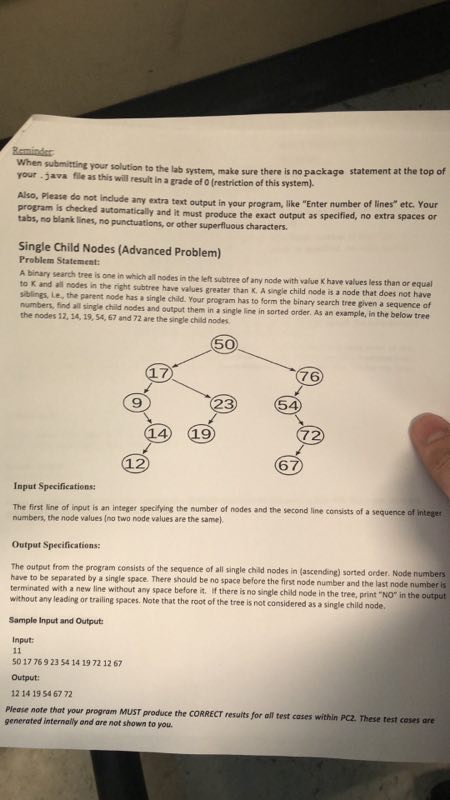 Reminder:
When submitting your solution to the lab system, make sure there is no package statement at the top of
your .java file as this will result in a grade of 0 (restriction of this system).
Also, Please do not include any extra text output in your program, like "Enter number of lines" etc. Your
program is checked automatically and it must produce the exact output as specified, no extra spaces or
tabs, no blank lines, no punctuations, or other superfluous characters.
Single Child Nodes (Advanced Problem)
Problem Statement:
A binary search tree is one in which all nodes in the left subtree of any node with value K have values less than or equal
to K and all nodes in the right subtree have values greater than K. A single child node is a node that does not have
siblings, i.e., the parent node has a single child. Your program has to form the binary search tree given a sequence of
numbers, find all single child nodes and output them in a single line in sorted order. As an example, in the below tree
the nodes 12, 14, 19, 54, 67 and 72 are the single child nodes.
50
17 76
9 23 54
14 19 72
12 67
Input Specifications:
The first line of input is an integer specifying the number of nodes and the second line consists of a sequence of integer
numbers, the node values (no two node values are the same).
Output Specifications:
The output from the program consists of the sequence of all single child nodes in (ascending) sorted order. Node numbers
have to be separated by a single space. There should be no space before the first node number and the last node number is
terminated with a new line without any space before it. If there is no single child node in the tree, print "NO" in the output
without any leading or trailing spaces. Note that the root of the tree is not considered as a single child node.
Sample Input and Output:
Input:
11
50 17 76 9 23 54 14 19 72 12 67
Output:
12 14 19 54 67 72
Please note that your program MUST produce the CORRECT results for all test cases within PC2. These test cases are
generated internally and are not shown to you.